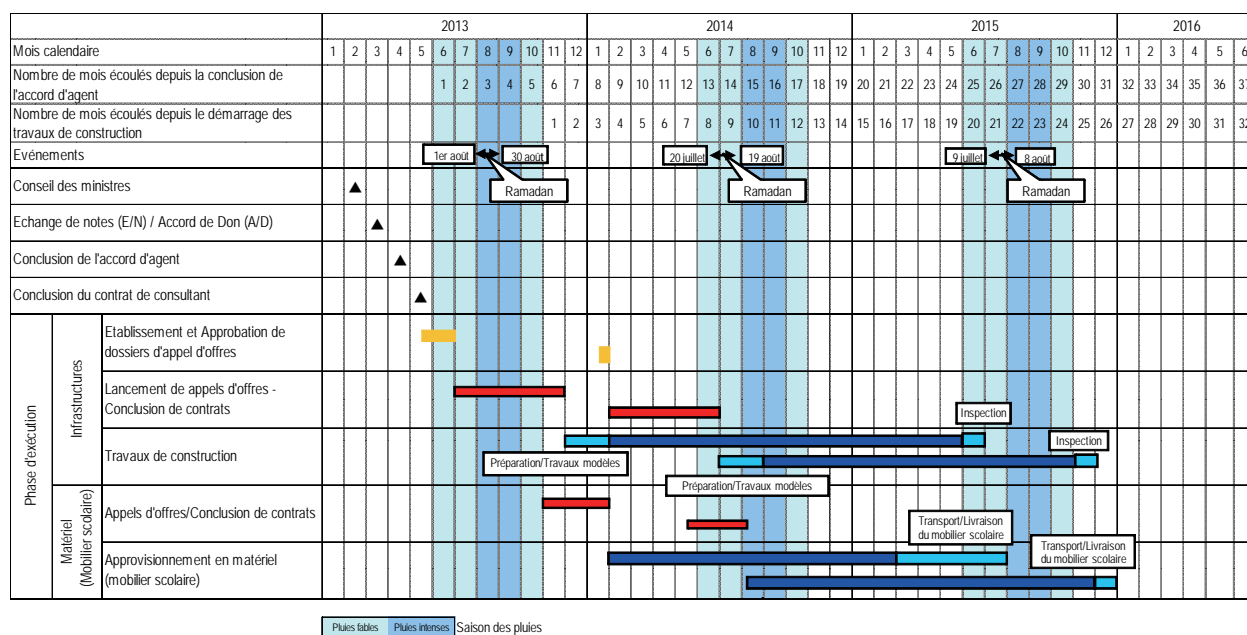 2013 2014 2015 2016
Mois calendaire 1 2 3 4 5 6 7 8 9 10 11 12 1 2 3 4 5 6 7 8 9 10 11 12 1 2 3 4 5 6 7 8 9 10 11 12 1 2 3 4 5 6
Nombre de mois écoulés depuis la conclusion de
l'accord d'agent
1 2 3 4 5 6 7 8 9 10 11 12 13 14 15 16 17 18 19 20 21 22 23 24 25 26 27 28 29 30 31 32 33 34 35 36 37
Nombre de mois écoulés depuis le démarrage des
travaux de construction
1 2 3 4 5 6 7 8 9 10 11 12 13 14 15 16 17 18 19 20 21 22 23 24 25 26 27 28 29 30 31 32
Evénements 1er août 30 août 20 juillet 19 août 9 juillet 8 août
Ramadan Ramadan Ramadan
Conseil des ministres
Echange de notes (E/N) / Accord de Don (A/D)
Conclusion de l'accord d'agent
Conclusion du contrat de consultant
Phase d'exécution
Infrastructures
Etablissement et Approbation de
dossiers d'appel d'offres
Lancement de appels d'offres -
Conclusion de contrats
Inspection
Inspection
Travaux de construction
Préparation/Travaux modèles
Préparation/Travaux modèles
Matériel
(Mobilier scolaire)
Appels d'offres/Conclusion de contrats
Transport/Livraison
du mobilier scolaire
Transport/Livraison
du mobilier scolaire
Approvisionnement en matériel
(mobilier scolaire)
Pluies fables Pluies intenses Saison des pluies